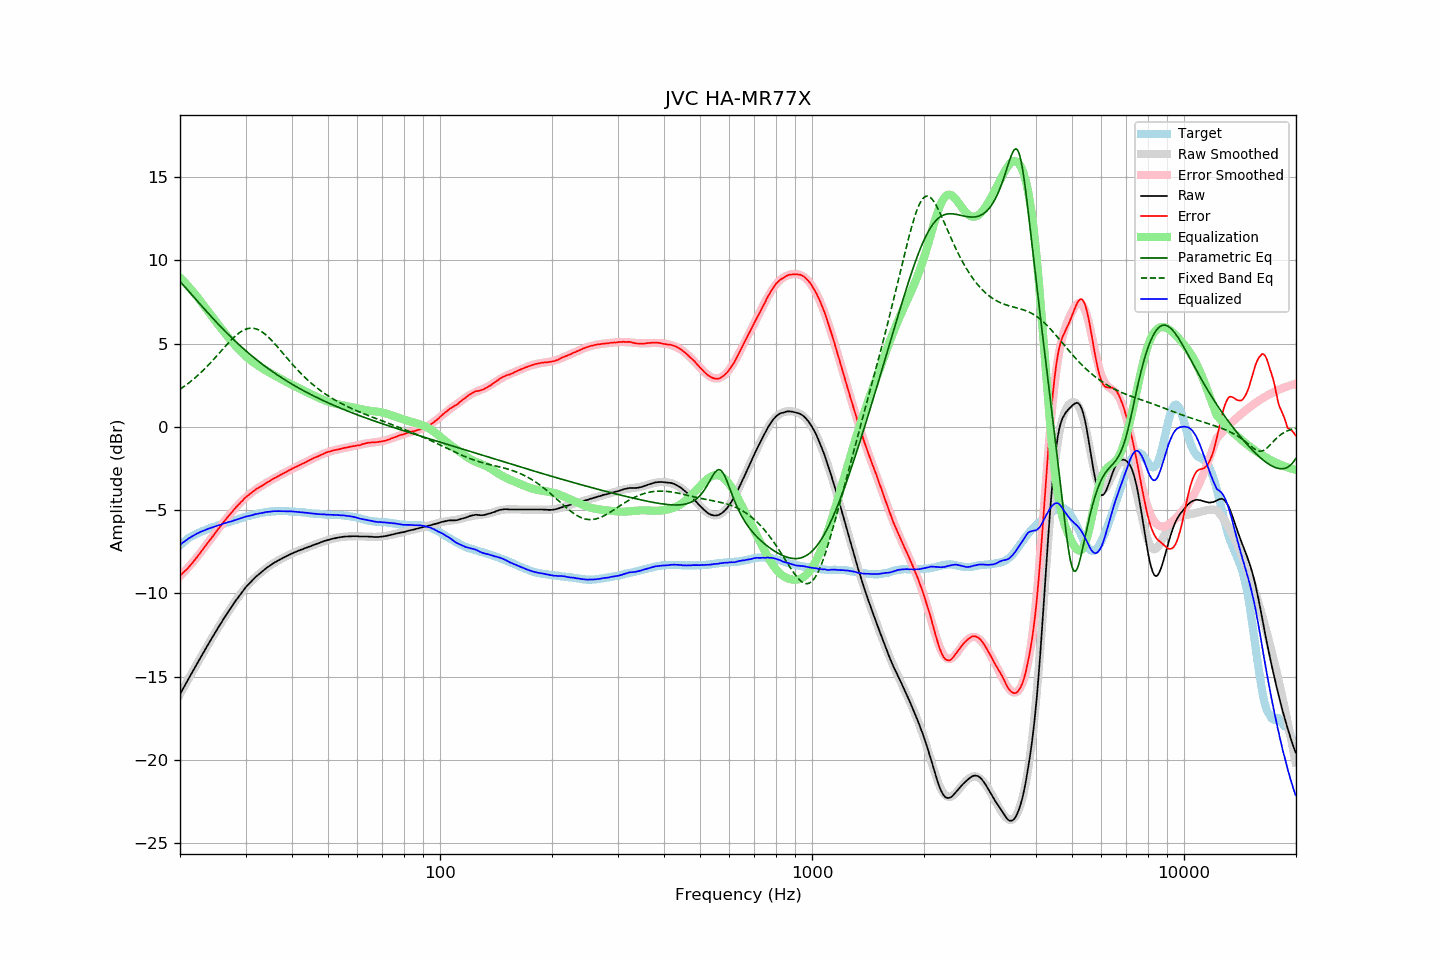 JVC HA-MR77X
Target
Raw Smoothed
Error Smoothed
Raw
Error
Equalization
Parametric Eq
Fixed Band Eq
Equalized
Amplitude (dBr)
15
10
5
0
−5
−10
−15
−20
−25
100 1000 10000
Frequency (Hz)